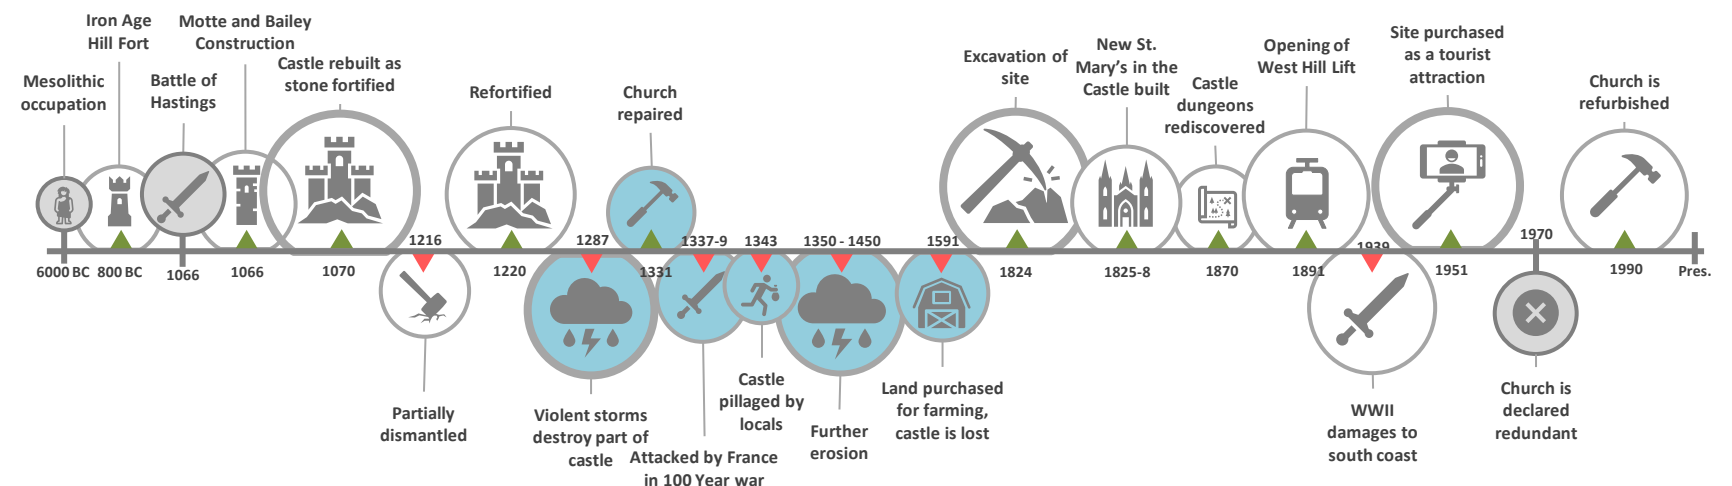 Mesolithic
occupation
6000 BC
Iron Age
Hill Fort
800 BC
Battle of
Hastings
1066
Motte and Bailey
Construction
1066
Castle rebuilt as
stone fortified
1070
1216
Partially
dismantled
Refortified
1220
1287
Violent storms
destroy part of
castle
Church
repaired
1331
1337-9
Attacked by France
in 100 Year war
1343
Castle
pillaged by
locals
1350 - 1450
Further
erosion
1591
Land purchased
for farming,
castle is lost
Excavation of
site
1824
New St.
Mary's in the
Castle built
1825-8
Castle
dungeons
rediscovered
1870
Opening of
West Hill Lift
1891
1939
WWII
damages to
south coast
Site purchased
as a tourist
attraction
1951
1970
Church is
declared
redundant
Church is
refurbished
1990
Pres.